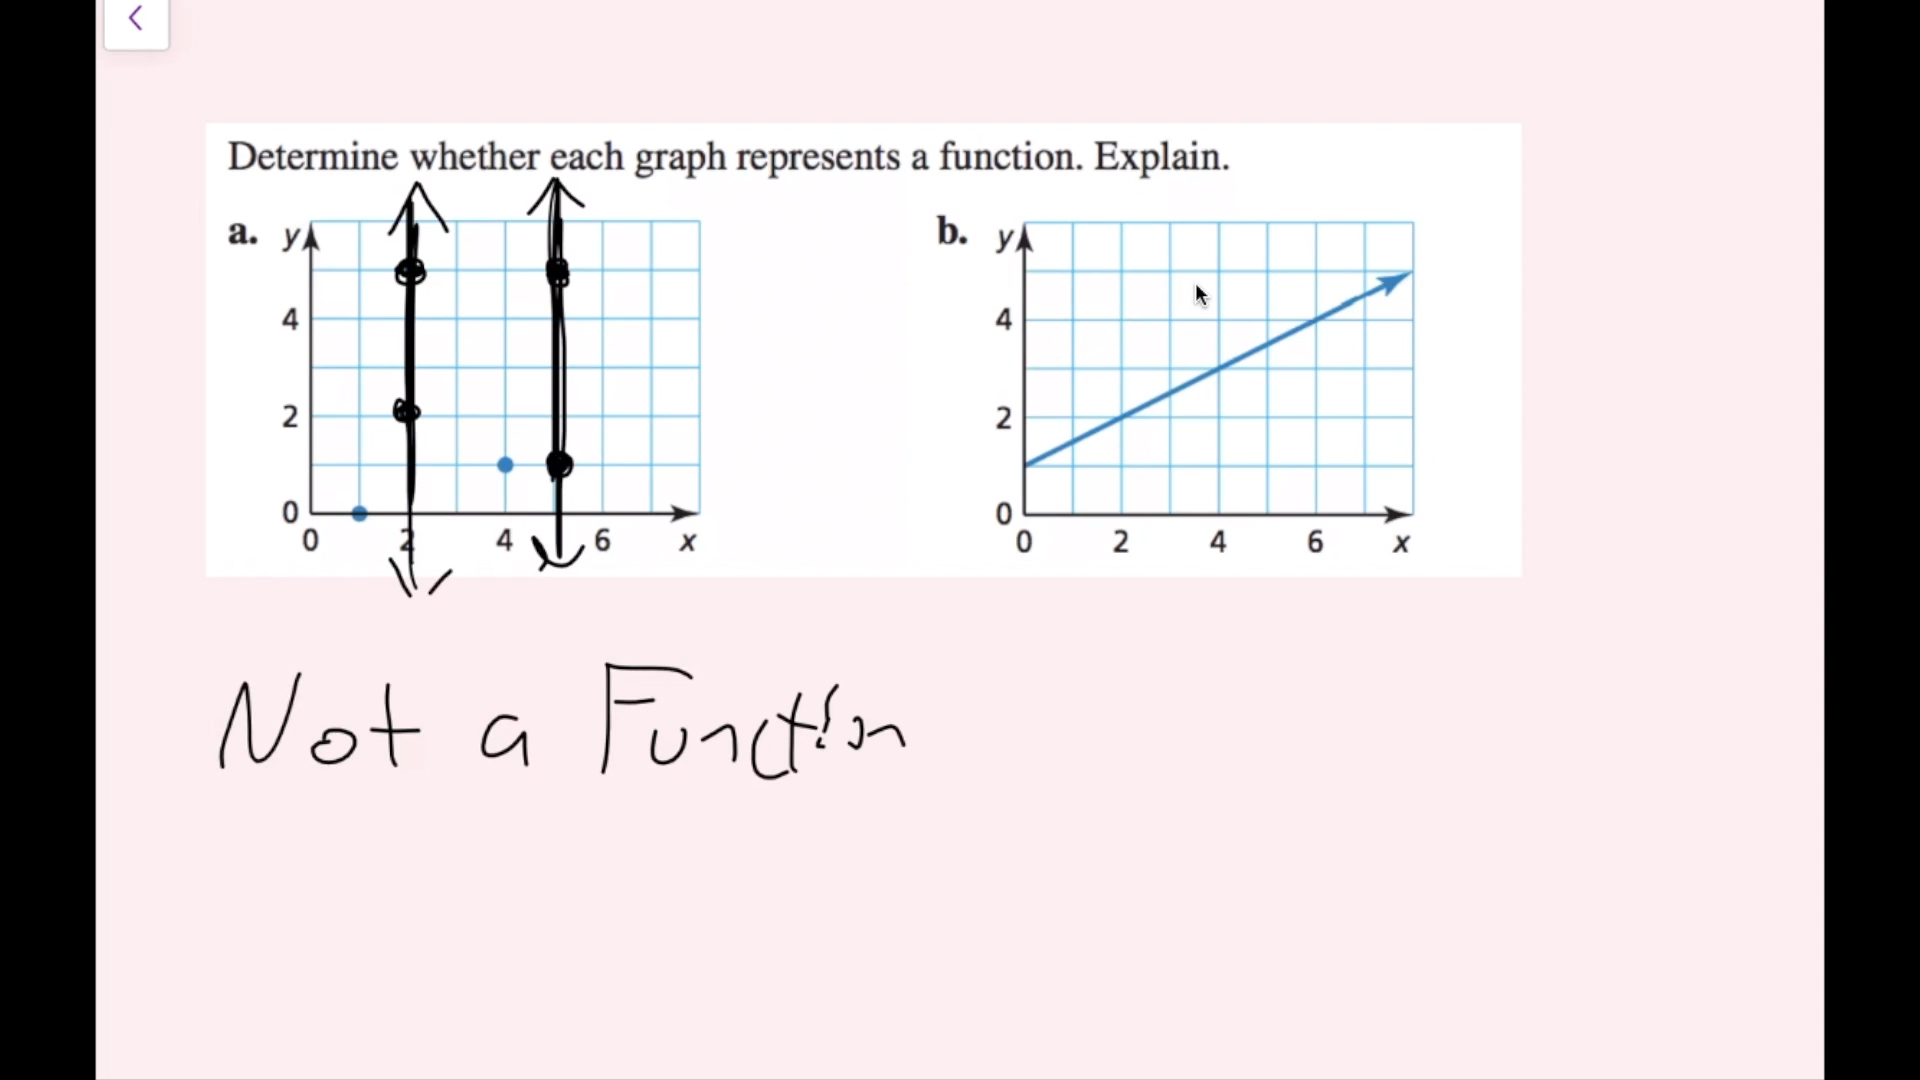 Determine whether each graph represents a function. Explain.
a. y
4
2
0
0 2 4 6 x
b. y
4
2
0
0 2 4 6 x
Not a Function